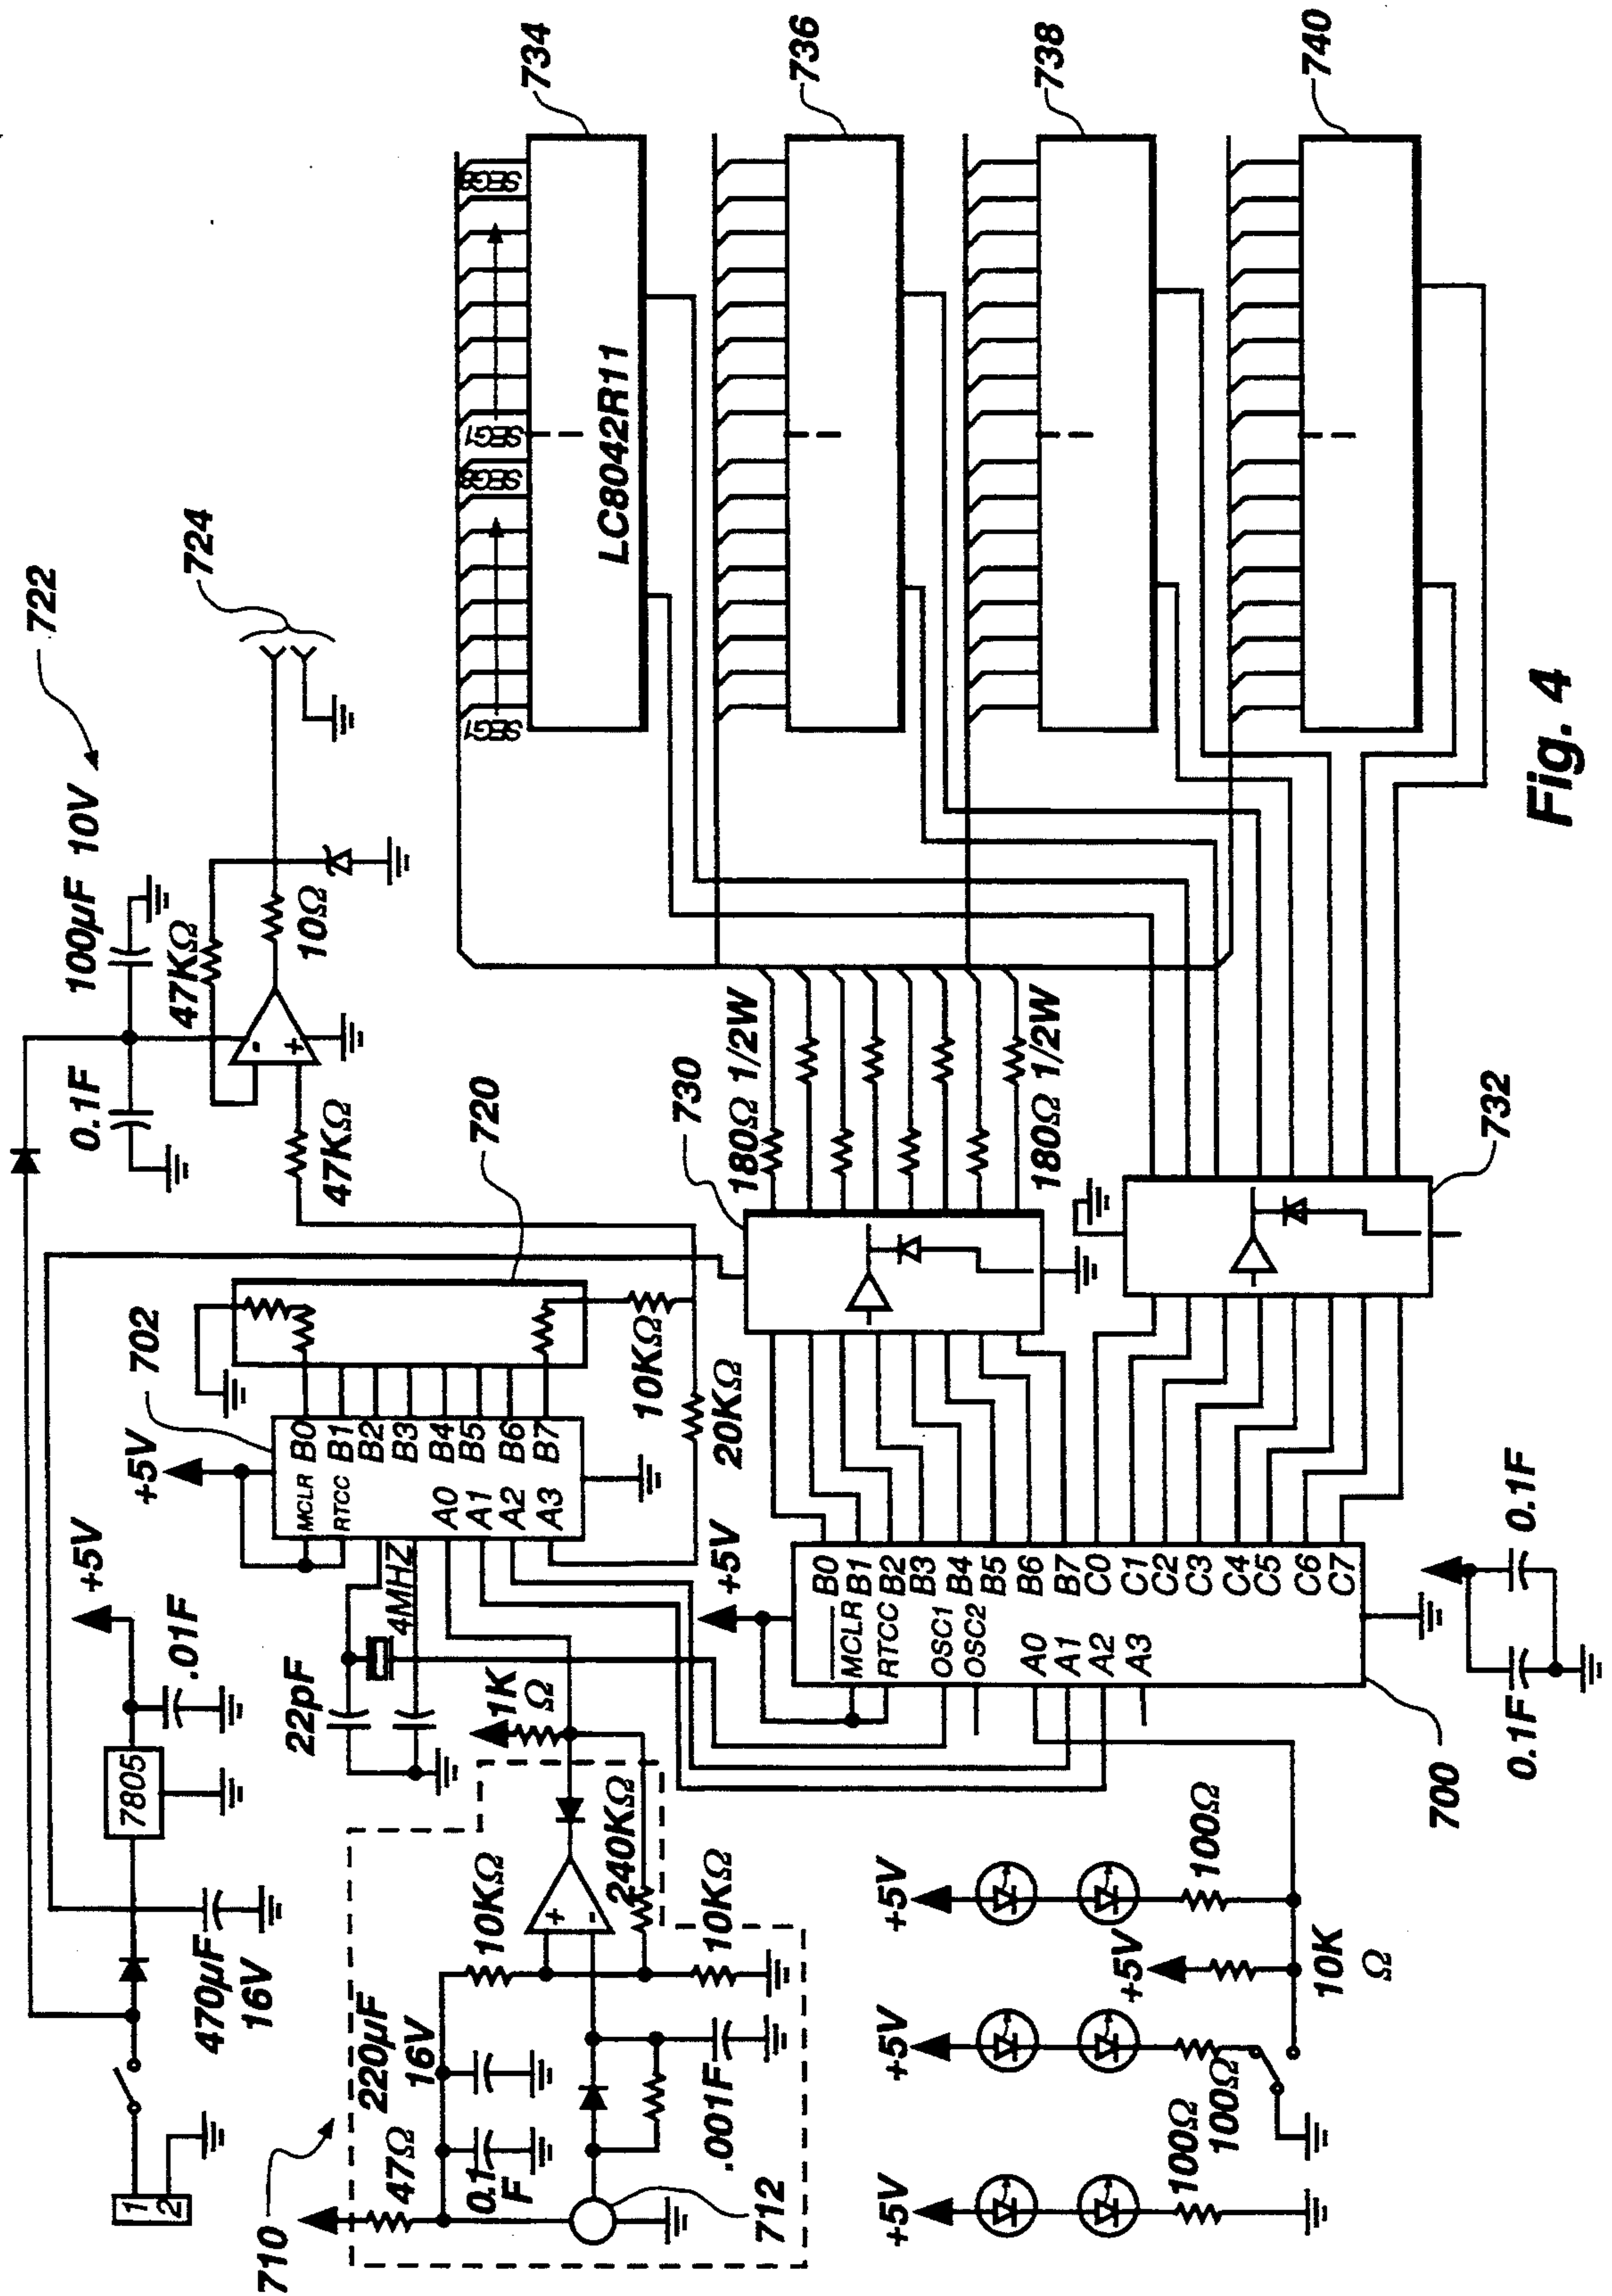 1
2
470µF
16V
7805
.01F
+5V
0.1F
100µF 10V
722
47KΩ
47KΩ
10Ω
724
710
47Ω
0.1
F
220µF
16V
10KΩ
+
-
.001F
712
240KΩ
10KΩ
1K
Ω
22pF
4MHZ
+5V
702
MCLR
RTCC
A0
A1
A2
A3
B0
B1
B2
B3
B4
B5
B6
B7
720
10KΩ
20KΩ
-
+
+5V
MCLR
RTCC
OSC1
OSC2
A0
A1
A2
A3
B0
B1
B2
B3
B4
B5
B6
B7
C0
C1
C2
C3
C4
C5
C6
C7
700
0.1F
0.1F
730
180Ω 1/2W
180Ω 1/2W
732
SEG1
SEG8
SEG1
SEG8
LC8042R11
734
736
738
740
+5V
+5V
+5V
+5V
100Ω
100Ω
100Ω
10K
Ω
Fig. 4